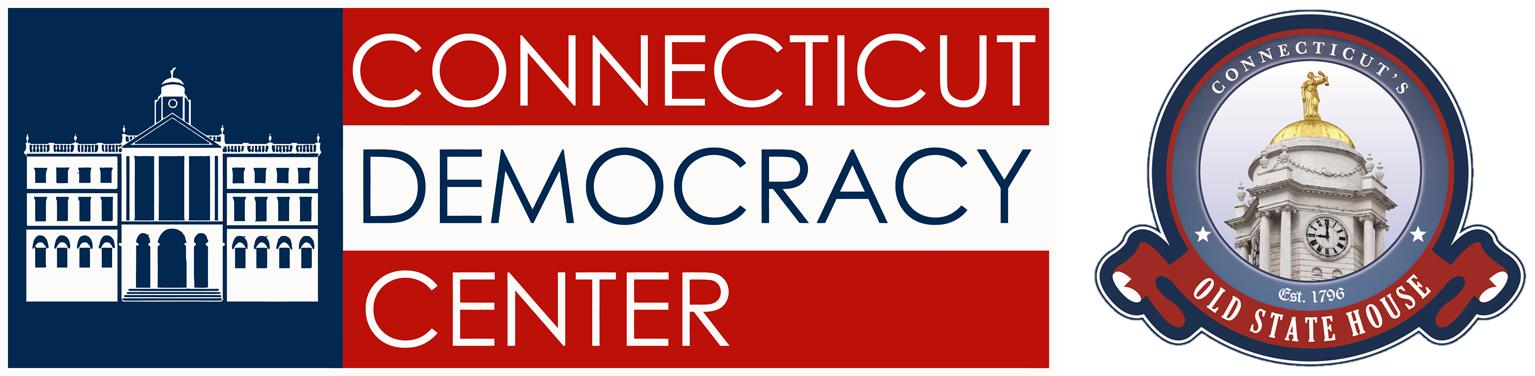 CONNECTICUT
DEMOCRACY
CENTER
CONNECTICUT'S
Est. 1796
OLD STATE HOUSE